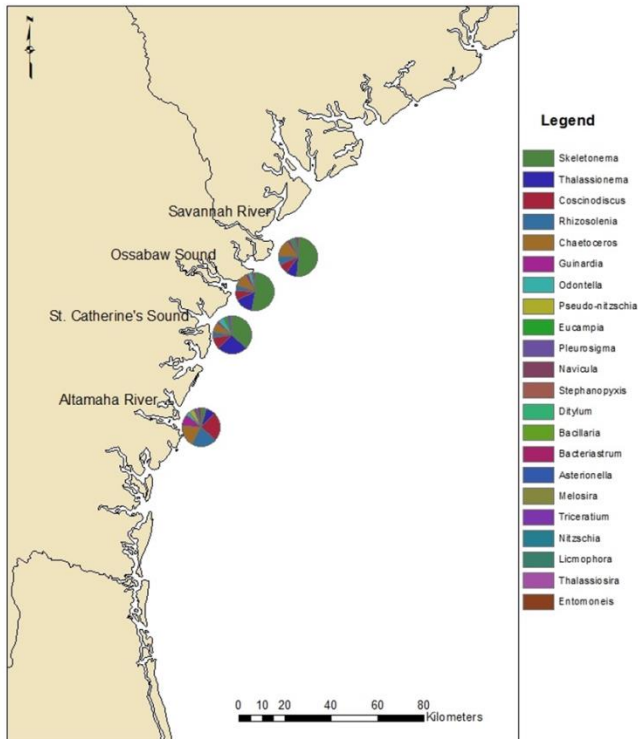 N
Savannah River
Ossabaw Sound
St. Catherine's Sound
Altamaha River
0 10 20 40 60 80
Kilometers
Legend
Skeletonema
Thalassionema
Coscinodiscus
Rhizosolenia
Chaetoceros
Guinardia
Odontella
Pseudo-nitzschia
Eucampia
Pleurosigma
Navicula
Stephanopyxis
Ditylum
Bacillaria
Bacteriastrum
Asterionella
Melosira
Triceratium
Nitzschia
Licmophora
Thalassiosira
Entomoneis